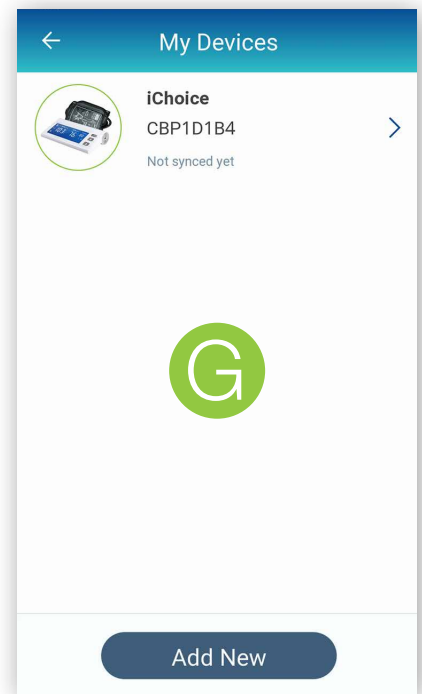 My Devices
iChoice
CBP1D1B4
Not synced yet
G
Add New